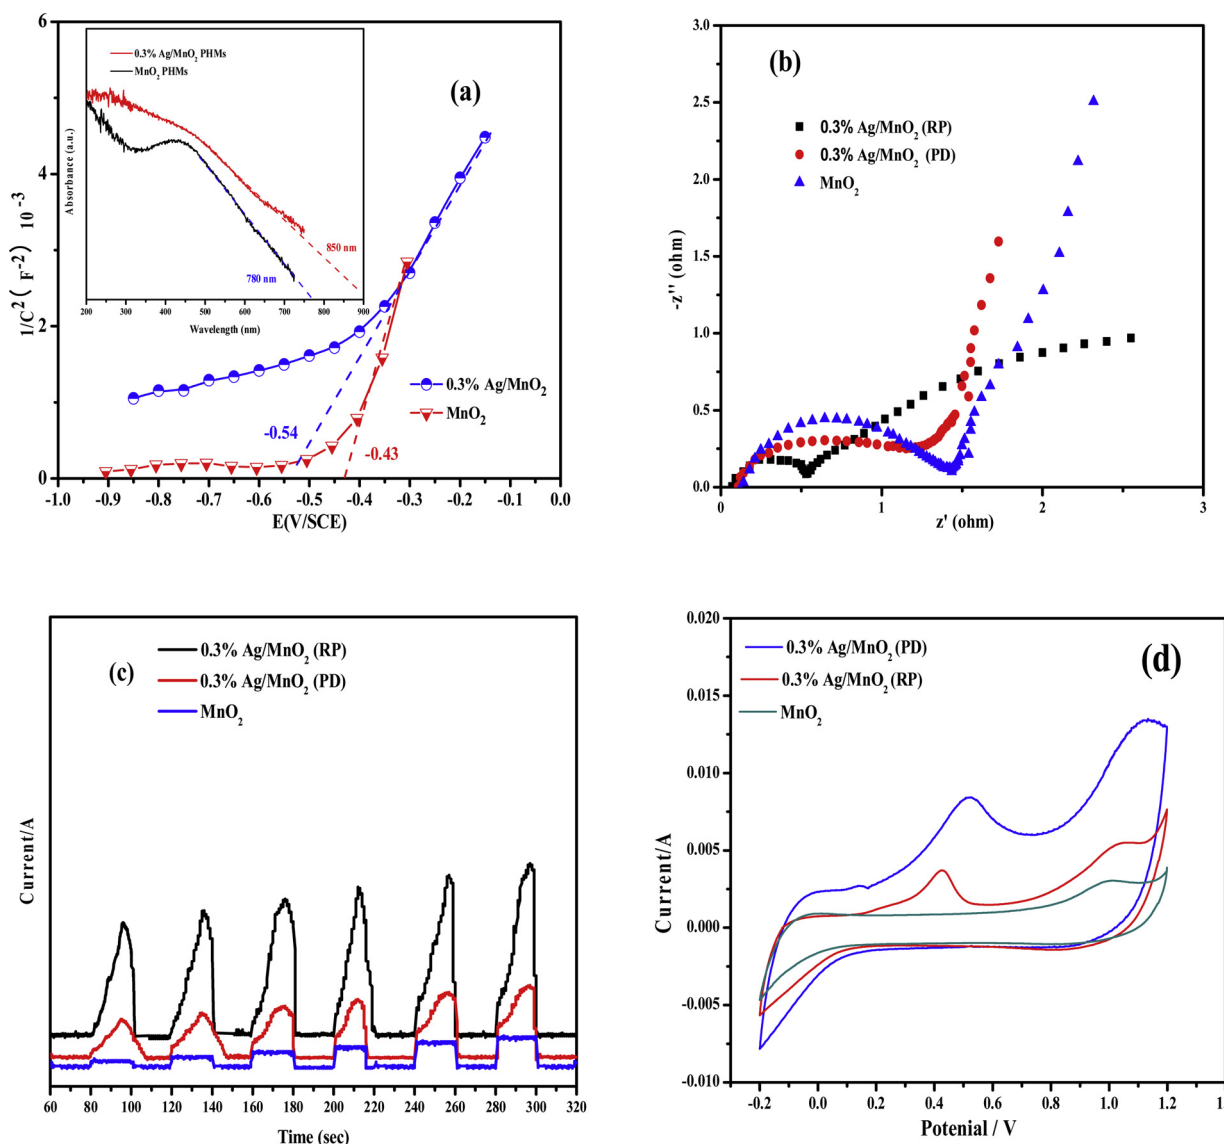 6
4
2
0
1/C² ( F⁻² ) 10⁻³
-1.0 -0.9 -0.8 -0.7 -0.6 -0.5 -0.4 -0.3 -0.2 -0.1 0.0
E(V/SCE)
(a)
0.3% Ag/MnO₂ PHMs
MnO₂ PHMs
Absorbance (a.u.)
850 nm
780 nm
200 300 400 500 600 700 800 900
Wavelength (nm)
0.3% Ag/MnO₂
MnO₂
-0.54
-0.43
3.0
2.5
2.0
1.5
1.0
0.5
0.0
-z'' (ohm)
(b)
0.3% Ag/MnO₂ (RP)
0.3% Ag/MnO₂ (PD)
MnO₂
0 1 2 3
z' (ohm)
0.3% Ag/MnO₂ (RP)
0.3% Ag/MnO₂ (PD)
MnO₂
(c)
Current/A
60 80 100 120 140 160 180 200 220 240 260 280 300 320
Time (sec)
0.020
0.015
0.010
0.005
0.000
-0.005
-0.010
Current/A
0.3% Ag/MnO₂ (PD)
0.3% Ag/MnO₂ (RP)
MnO₂
(d)
-0.2 0.0 0.2 0.4 0.6 0.8 1.0 1.2
Potenial / V